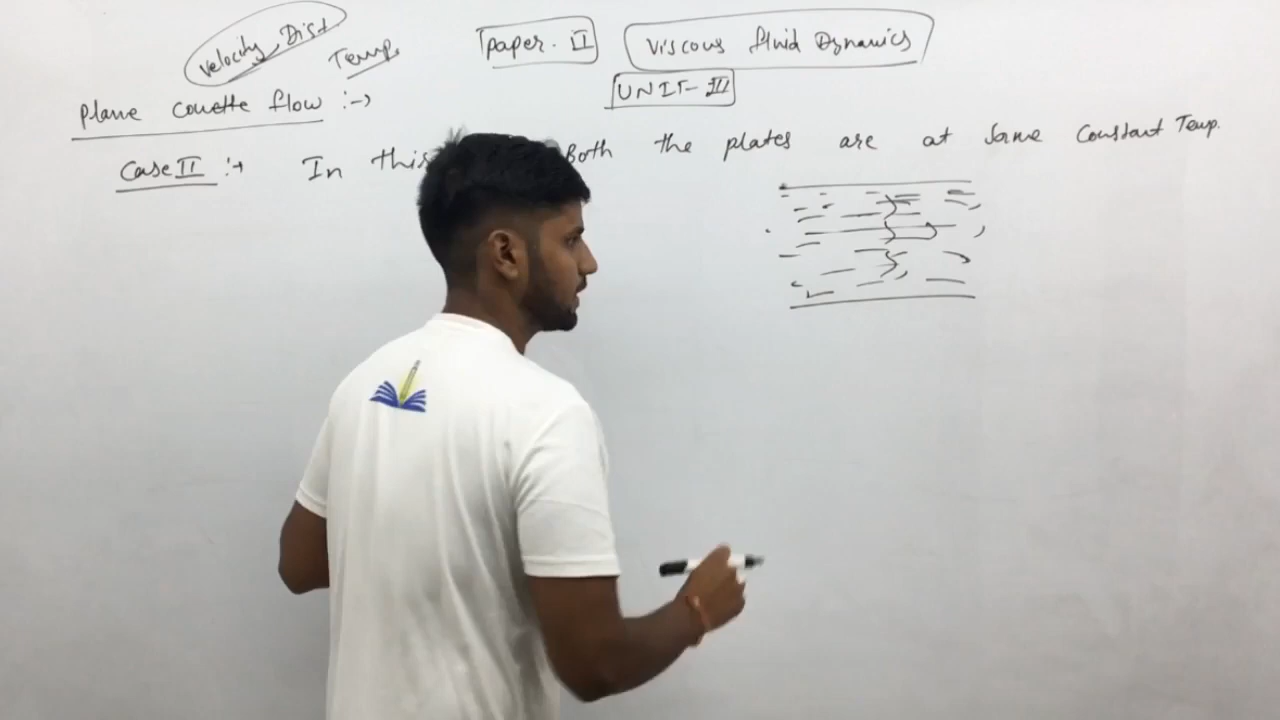 Velocity Dist
Temp.
Paper. II
Viscous fluid Dynamics
UNIT-III
Plane couette flow :→
Case II :→ In this Both the plates are at Same Constant Temp.